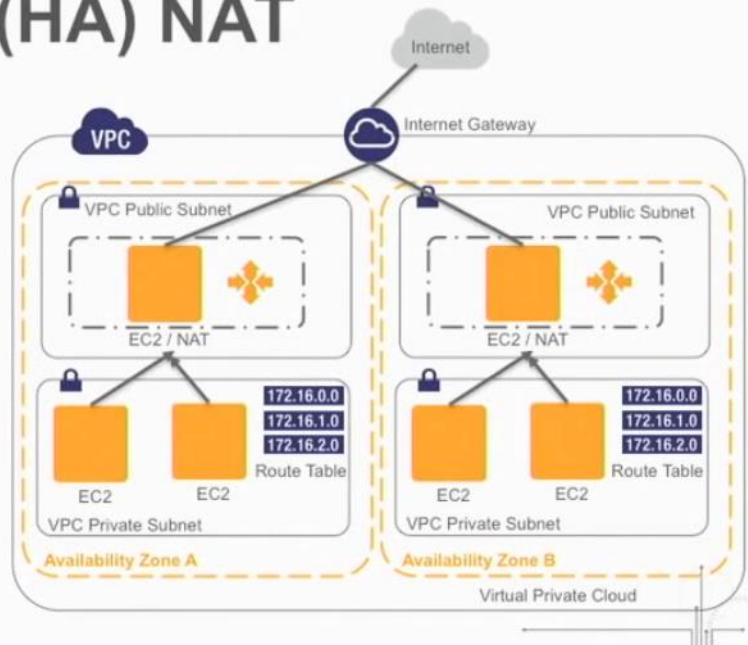 (HA) NAT
Internet
Internet Gateway
VPC
VPC Public Subnet
EC2 / NAT
172.16.0.0
172.16.1.0
172.16.2.0
Route Table
EC2
EC2
VPC Private Subnet
Availability Zone A
VPC Public Subnet
EC2 / NAT
172.16.0.0
172.16.1.0
172.16.2.0
Route Table
EC2
EC2
VPC Private Subnet
Availability Zone B
Virtual Private Cloud